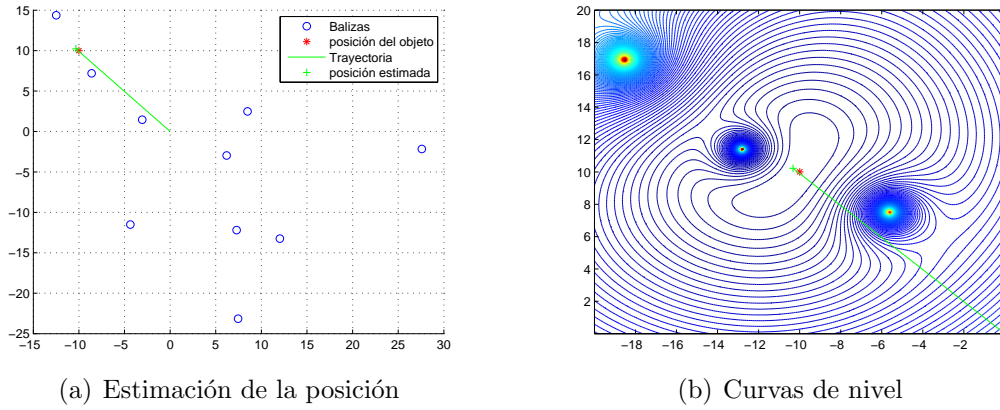 15
10
5
0
−5
−10
−15
−20
−25
−15 −10 −5 0 5 10 15 20 25 30
Balizas
posición del objeto
Trayectoria
posición estimada
(a) Estimación de la posición
20
18
16
14
12
10
8
6
4
2
−18 −16 −14 −12 −10 −8 −6 −4 −2
(b) Curvas de nivel